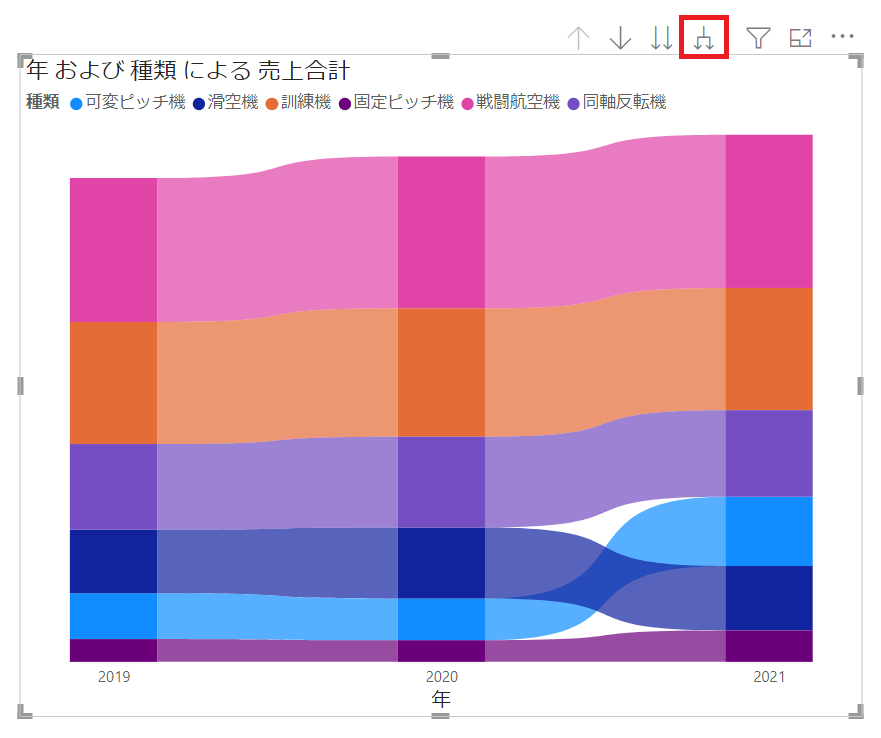 年 および 種類 による 売上合計
種類 可変ピッチ機 滑空機 訓練機 固定ピッチ機 戦闘航空機 同軸反転機
2019 2020 2021
年